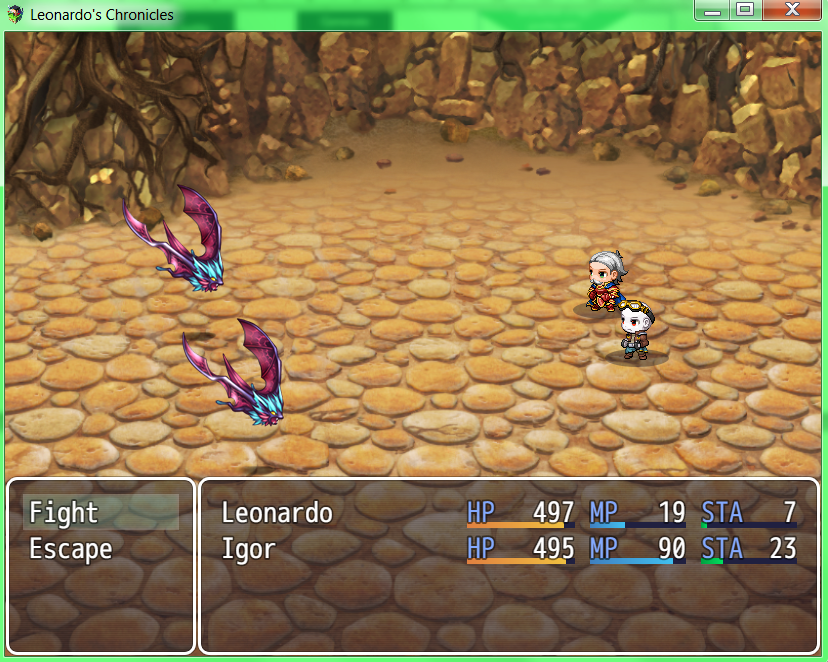 Leonardo's Chronicles
Fight
Escape
Leonardo HP 497 MP 19 STA 7
Igor HP 495 MP 90 STA 23